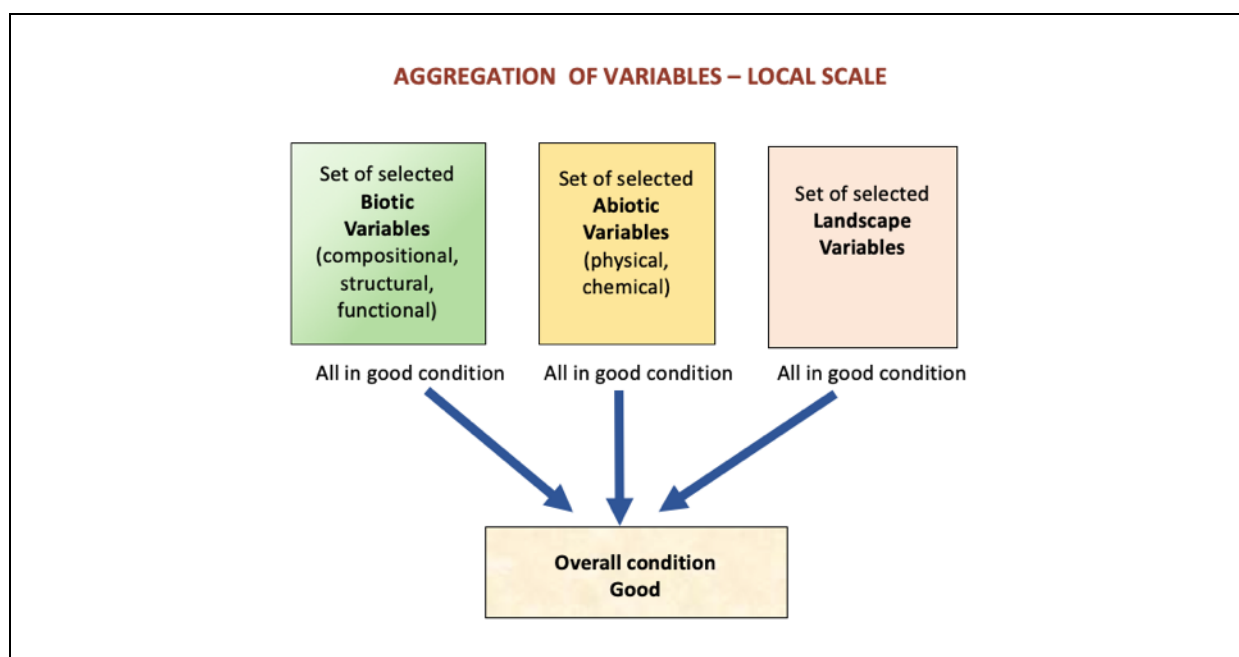 AGGREGATION OF VARIABLES – LOCAL SCALE
Set of selected
Biotic
Variables
(compositional,
structural,
functional)
Set of selected
Abiotic
Variables
(physical,
chemical)
Set of selected
Landscape
Variables
All in good condition
All in good condition
All in good condition
Overall condition
Good